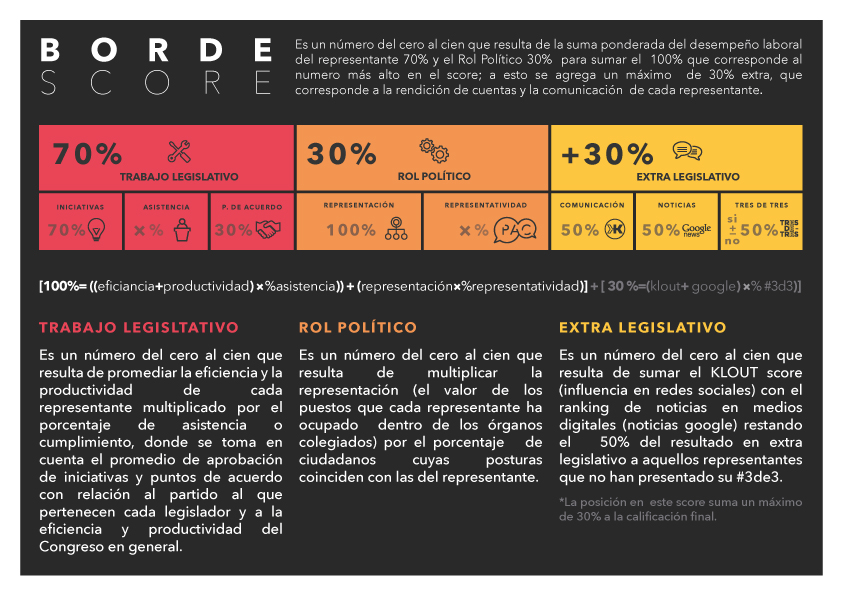 BORDE
SCORE
Es un número del cero al cien que resulta de la suma ponderada del desempeño laboral
del representante 70% y el Rol Político 30% para sumar el 100% que corresponde al
numero más alto en el score; a esto se agrega un máximo de 30% extra, que
corresponde a la rendición de cuentas y la comunicación de cada representante.
70%
TRABAJO LEGISLATIVO
30%
ROL POLÍTICO
+30%
EXTRA LEGISLATIVO
INICIATIVAS
70%
ASISTENCIA
x%
P. DE ACUERDO
30%
REPRESENTACIÓN
100%
REPRESENTATIVIDAD
x% PAC
COMUNICACIÓN
50% K
NOTICIAS
50% Google
news
TRES DE TRES
si
±
no
50% TRES
DE
TRES
[100%= ((eficiancia+productividad) x %asistencia)) + (representaciónx%representatividad)] + [ 30 %=(klout+ google) x% #3d3)]
TRABAJO LEGISLTATIVO
Es un número del cero al cien que
resulta de promediar la eficiencia y la
productividad de cada
representante multiplicado por el
porcentaje de asistencia o
cumplimiento, donde se toma en
cuenta el promedio de aprobación
de iniciativas y puntos de acuerdo
con relación al partido al que
pertenecen cada legislador y a la
eficiencia y productividad del
Congreso en general.
ROL POLÍTICO
Es un número del cero al cien que
resulta de multiplicar la
representación (el valor de los
puestos que cada representante ha
ocupado dentro de los órganos
colegiados) por el porcentaje de
ciudadanos cuyas posturas
coinciden con las del representante.
EXTRA LEGISLATIVO
Es un número del cero al cien que
resulta de sumar el KLOUT score
(influencia en redes sociales) con el
ranking de noticias en medios
digitales (noticias google) restando
el 50% del resultado en extra
legislativo a aquellos representantes
que no han presentado su #3de3.
*La posición en este score suma un máximo
de 30% a la calificación final.